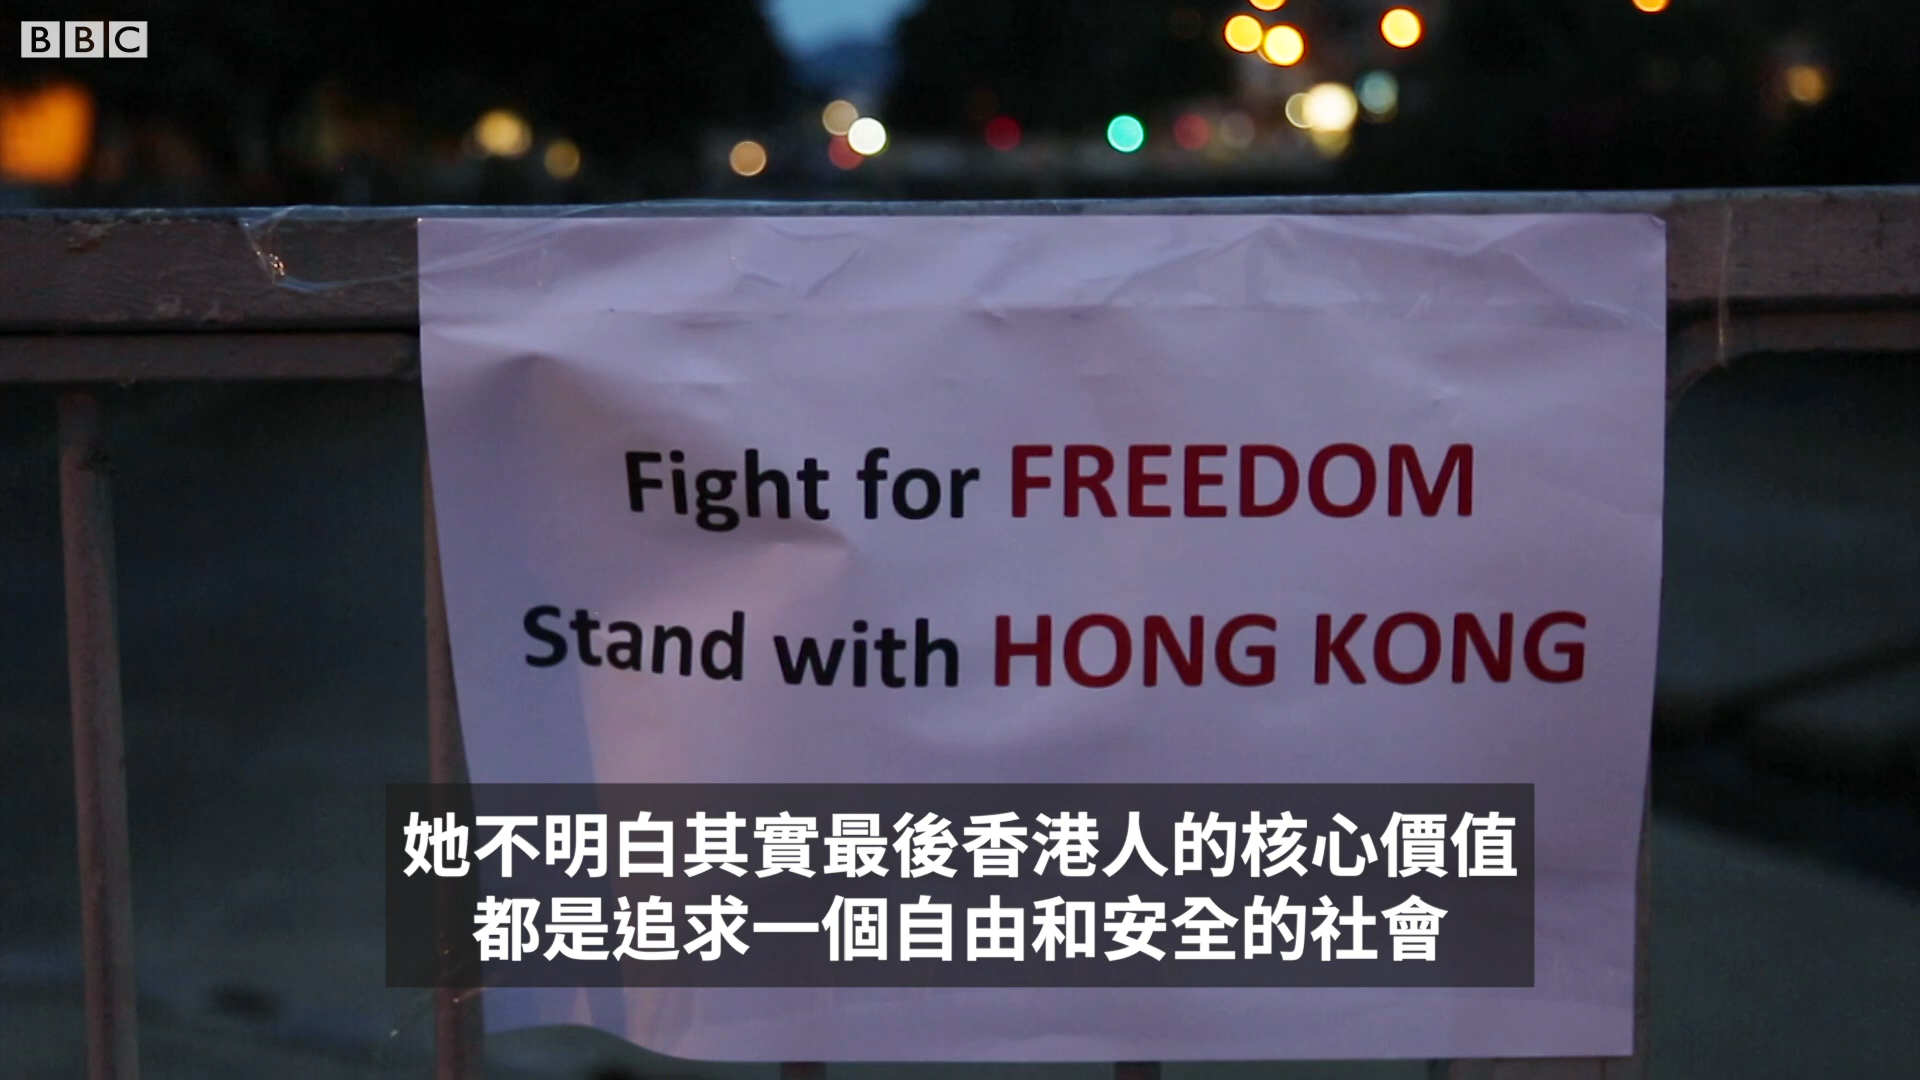 BBC
Fight for FREEDOM
Stand with HONG KONG
她不明白其實最後香港人的核心價值
都是追求一個自由和安全的社會